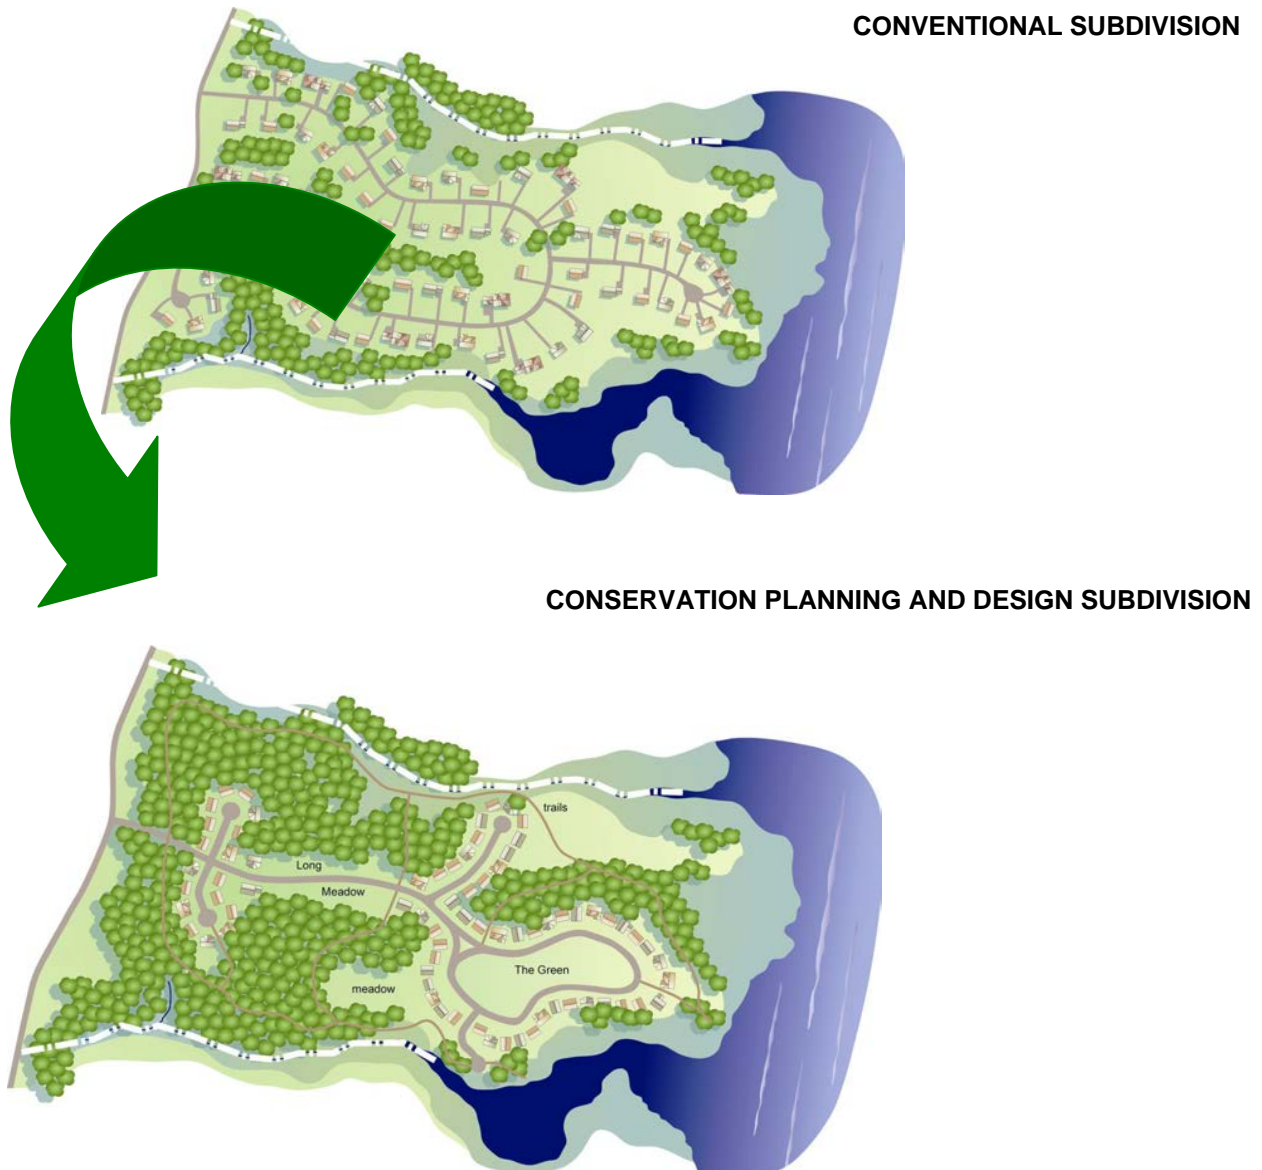 CONVENTIONAL SUBDIVISION
CONSERVATION PLANNING AND DESIGN SUBDIVISION
trails
Long
Meadow
The Green
meadow